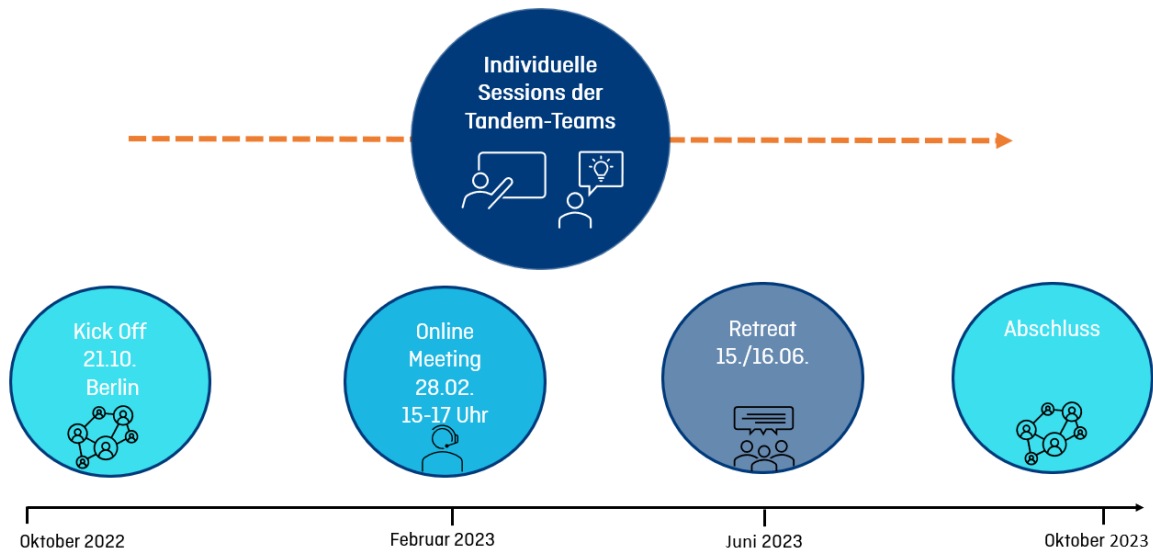 Individuelle
Sessions der
Tandem-Teams
Kick Off
21.10.
Berlin
Online
Meeting
28.02.
15-17 Uhr
Retreat
15./16.06.
Abschluss
Oktober 2022
Februar 2023
Juni 2023
Oktober 2023